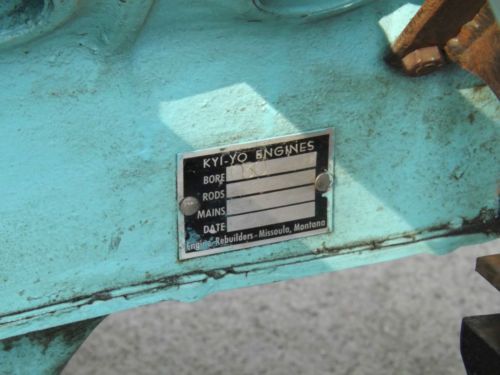 KYI-YO ENGINES
BORE
RODS
MAINS
DATE
Engine Rebuilders - Missoula, Montana